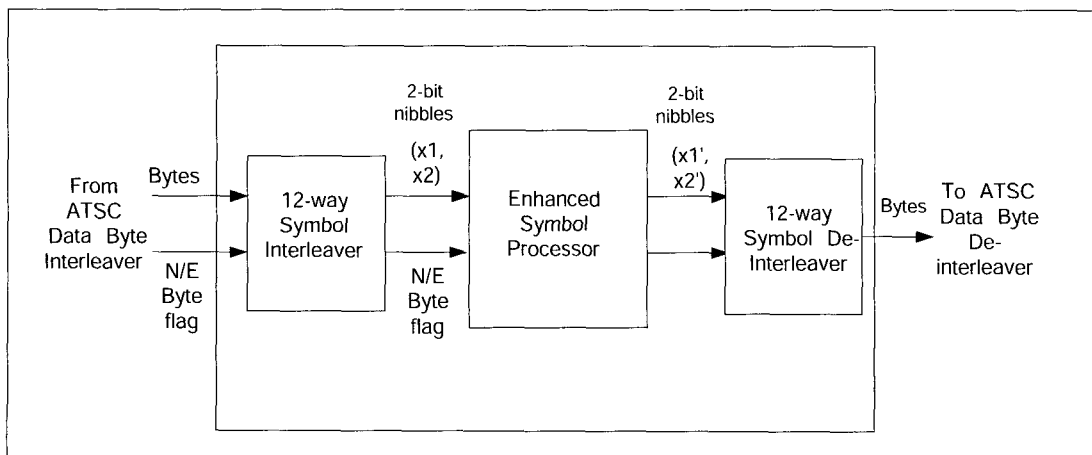 From
ATSC
Data Byte
Interleaver
Bytes
N/E
Byte
flag
12-way
Symbol
Interleaver
2-bit
nibbles
(x1,
x2)
N/E
Byte
flag
Enhanced
Symbol
Processor
2-bit
nibbles
(x1',
x2')
12-way
Symbol De-
Interleaver
Bytes
To ATSC
Data Byte
De-
interleaver